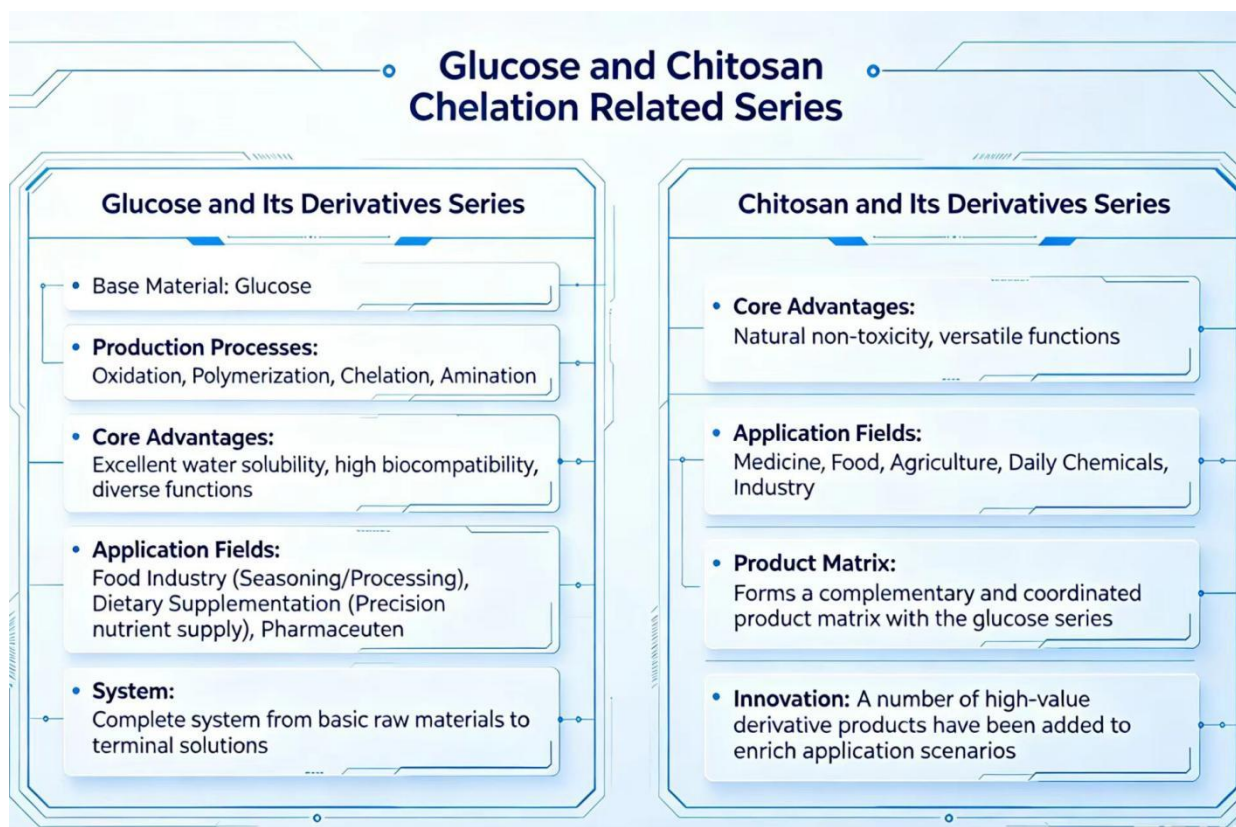 Glucose and Chitosan
Chelation Related Series
Glucose and Its Derivatives Series
• Base Material: Glucose
• Production Processes:
Oxidation, Polymerization, Chelation, Amination
• Core Advantages:
Excellent water solubility, high biocompatibility,
diverse functions
• Application Fields:
Food Industry (Seasoning/Processing),
Dietary Supplementation (Precision
nutrient supply), Pharmaceuten
• System:
Complete system from basic raw materials to
terminal solutions
Chitosan and Its Derivatives Series
• Core Advantages:
Natural non-toxicity, versatile functions
• Application Fields:
Medicine, Food, Agriculture, Daily Chemicals,
Industry
• Product Matrix:
Forms a complementary and coordinated
product matrix with the glucose series
• Innovation: A number of high-value
derivative products have been added to
enrich application scenarios